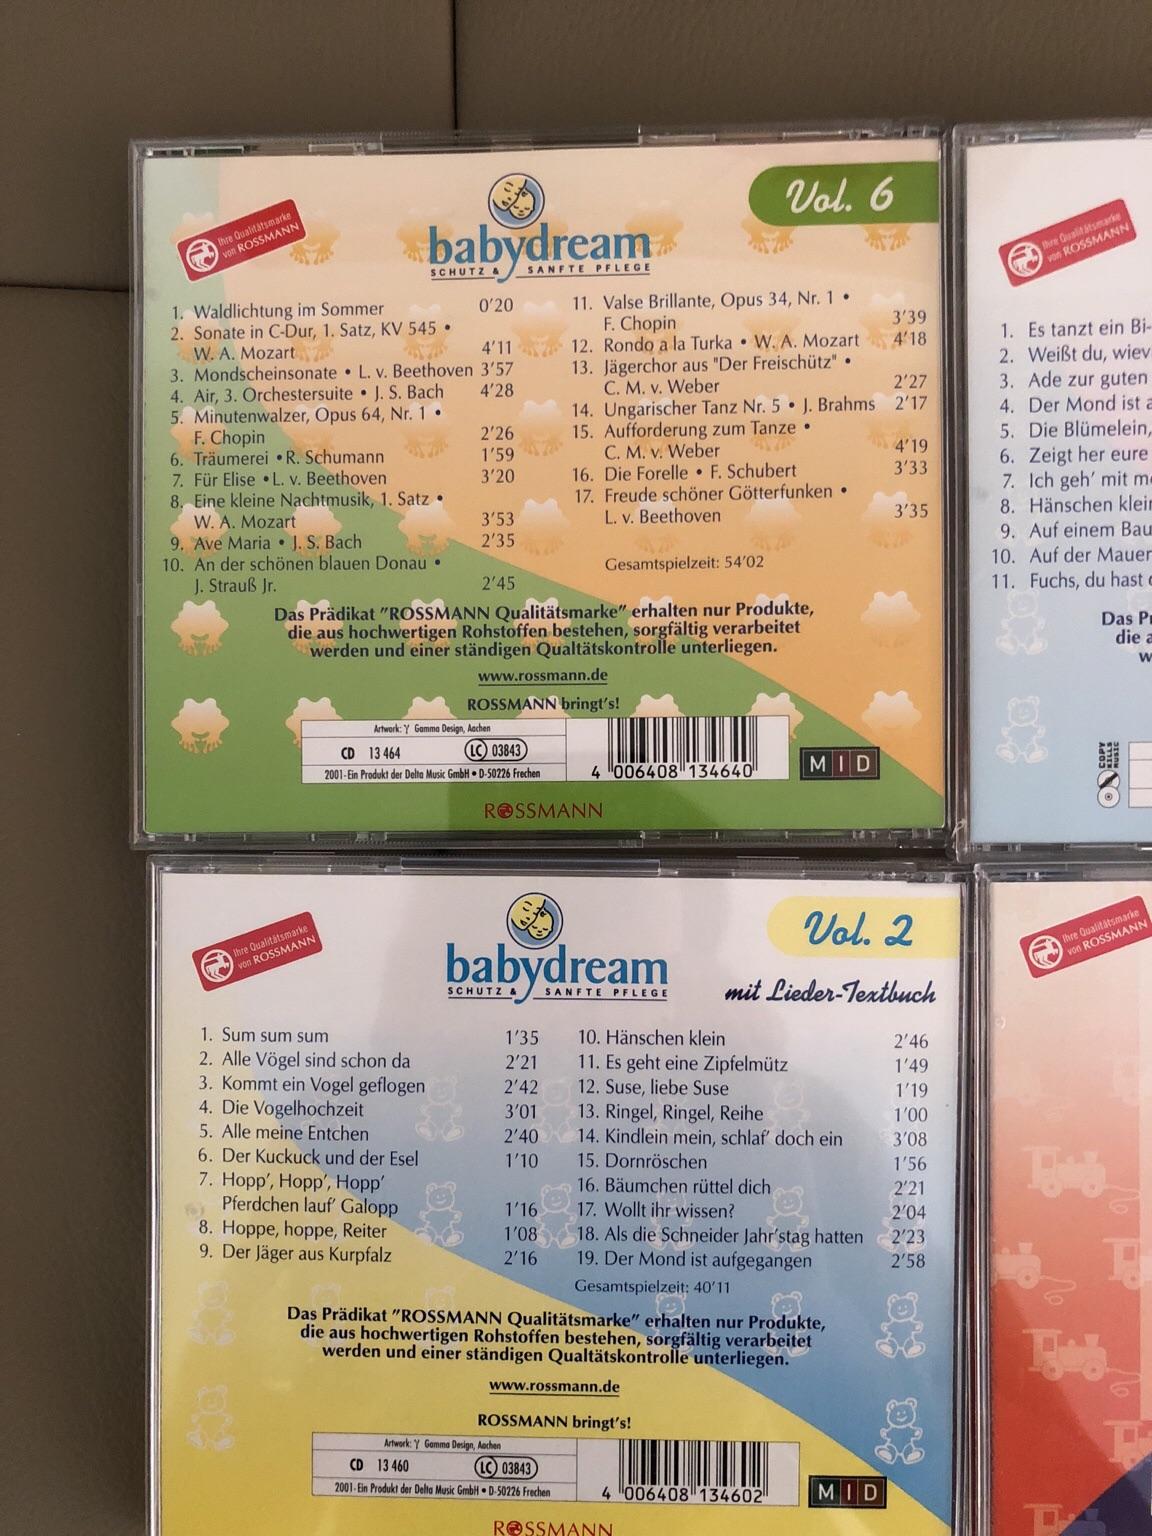 Ihre Qualitätsmarke
von ROSSMANN
babydream
SCHUTZ & SANFTE PFLEGE
Vol. 6
1. Waldlichtung im Sommer 0'20
2. Sonate in C-Dur, 1. Satz, KV 545 •
W. A. Mozart 4'11
3. Mondscheinsonate • L. v. Beethoven 3'57
4. Air, 3. Orchestersuite • J. S. Bach 4'28
5. Minutenwalzer, Opus 64, Nr. 1 •
F. Chopin 2'26
6. Träumerei • R. Schumann 1'59
7. Für Elise • L. v. Beethoven 3'20
8. Eine kleine Nachtmusik, 1. Satz •
W. A. Mozart 3'53
9. Ave Maria • J. S. Bach 2'35
10. An der schönen blauen Donau •
J. Strauß Jr. 2'45
11. Valse Brillante, Opus 34, Nr. 1 •
F. Chopin 3'39
12. Rondo a la Turka • W. A. Mozart 4'18
13. Jägerchor aus "Der Freischütz" •
C. M. v. Weber 2'27
14. Ungarischer Tanz Nr. 5 • J. Brahms 2'17
15. Aufforderung zum Tanze •
C. M. v. Weber 4'19
16. Die Forelle • F. Schubert 3'33
17. Freude schöner Götterfunken •
L. v. Beethoven 3'35
Gesamtspielzeit: 54'02
Das Prädikat "ROSSMANN Qualitätsmarke" erhalten nur Produkte,
die aus hochwertigen Rohstoffen bestehen, sorgfältig verarbeitet
werden und einer ständigen Qualtätskontrolle unterliegen.
www.rossmann.de
ROSSMANN bringt's!
Artwork: γ Gamma Design, Aachen
CD 13 464 LC 03843
2001 - Ein Produkt der Delta Music GmbH • D-50226 Frechen
4 006408 134640
MID
ROSSMANN
Ihre Qualitätsmarke
von ROSSMANN
1. Es tanzt ein Bi-
2. Weißt du, wiev
3. Ade zur guten
4. Der Mond ist a
5. Die Blümelein,
6. Zeigt her eure
7. Ich geh' mit m
8. Hänschen klei
9. Auf einem Bau
10. Auf der Mauer
11. Fuchs, du hast
Das P
die a
w
COPY
KILLS
MUSIC
Ihre Qualitätsmarke
von ROSSMANN
babydream
SCHUTZ & SANFTE PFLEGE
Vol. 2
mit Lieder-Textbuch
1. Sum sum sum 1'35
2. Alle Vögel sind schon da 2'21
3. Kommt ein Vogel geflogen 2'42
4. Die Vogelhochzeit 3'01
5. Alle meine Entchen 2'40
6. Der Kuckuck und der Esel 1'10
7. Hopp', Hopp', Hopp'
Pferdchen lauf' Galopp 1'16
8. Hoppe, hoppe, Reiter 1'08
9. Der Jäger aus Kurpfalz 2'16
10. Hänschen klein 2'46
11. Es geht eine Zipfelmütz 1'49
12. Suse, liebe Suse 1'19
13. Ringel, Ringel, Reihe 1'00
14. Kindlein mein, schlaf' doch ein 3'08
15. Dornröschen 1'56
16. Bäumchen rüttel dich 2'21
17. Wollt ihr wissen? 2'04
18. Als die Schneider Jahr'stag hatten 2'23
19. Der Mond ist aufgegangen 2'58
Gesamtspielzeit: 40'11
Das Prädikat "ROSSMANN Qualitätsmarke" erhalten nur Produkte,
die aus hochwertigen Rohstoffen bestehen, sorgfältig verarbeitet
werden und einer ständigen Qualtätskontrolle unterliegen.
www.rossmann.de
ROSSMANN bringt's!
Artwork: γ Gamma Design, Aachen
CD 13 460 LC 03843
2001 - Ein Produkt der Delta Music GmbH • D-50226 Frechen
4 006408 134602
MID
ROSSMANN
Ihre Qualitätsmarke
von ROSSMANN